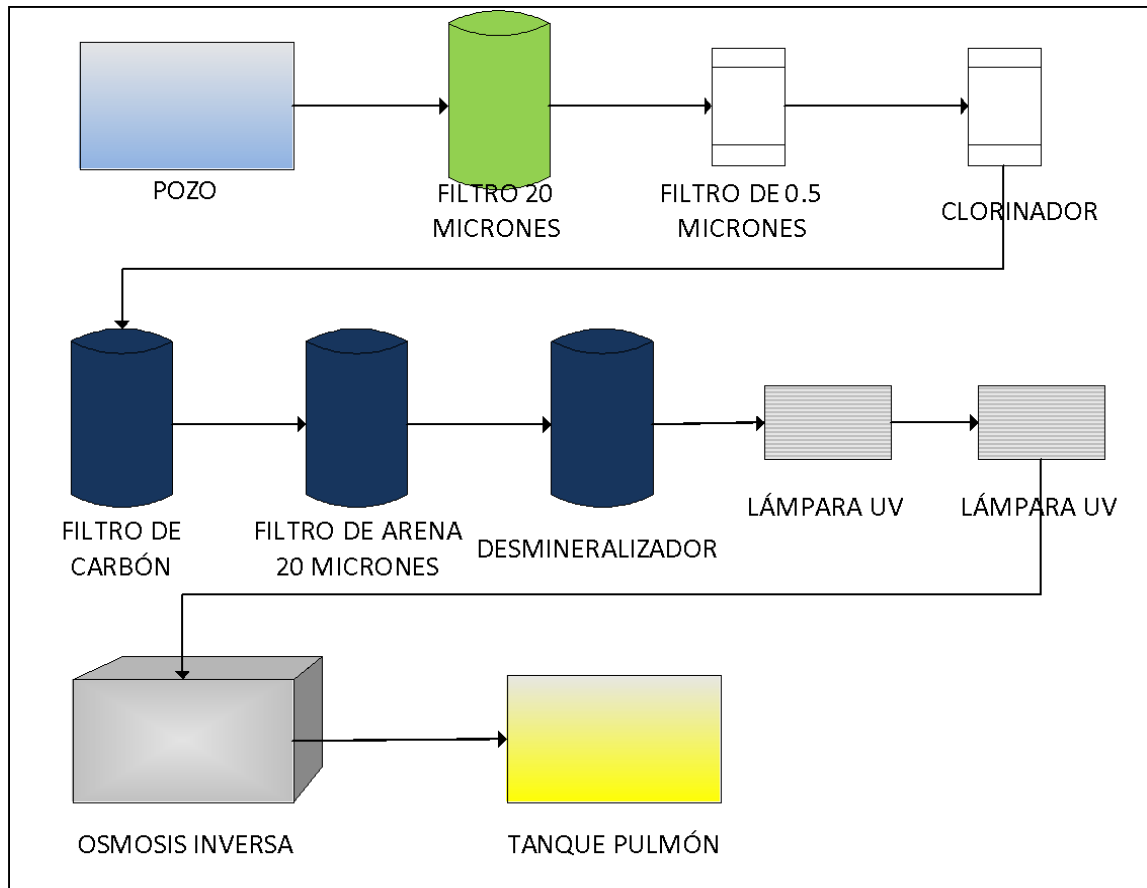 POZO
FILTRO 20
MICRONES
FILTRO DE 0.5
MICRONES
CLORINADOR
FILTRO DE
CARBÓN
FILTRO DE ARENA
20 MICRONES
DESMINERALIZADOR
LÁMPARA UV
LÁMPARA UV
OSMOSIS INVERSA
TANQUE PULMÓN